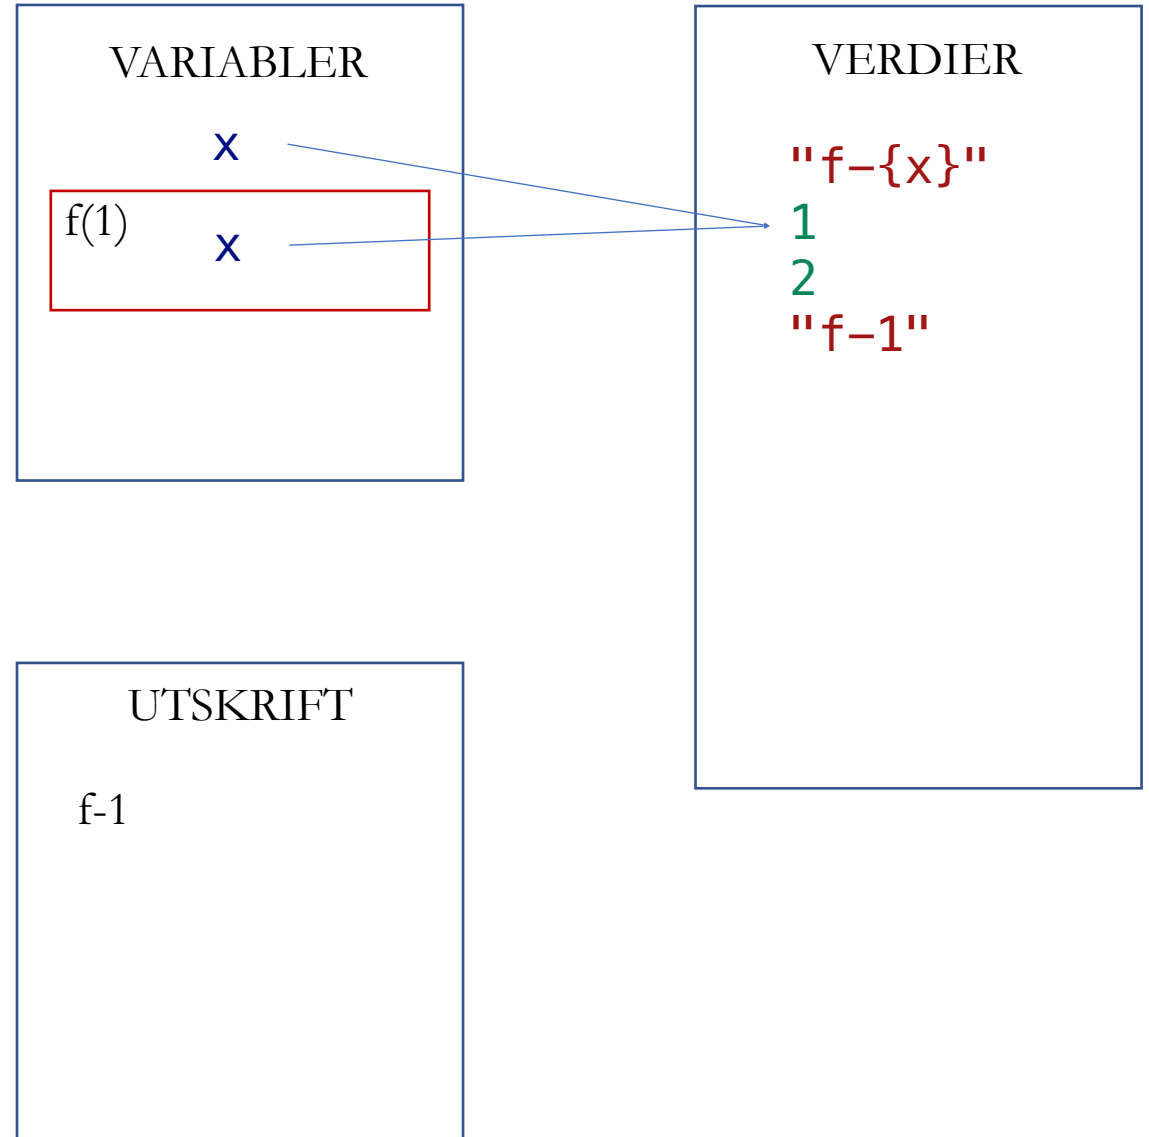 VARIABLER
x
f(1)
x
VERDIER
"f–{x}"
1
2
"f–1"
UTSKRIFT
f-1